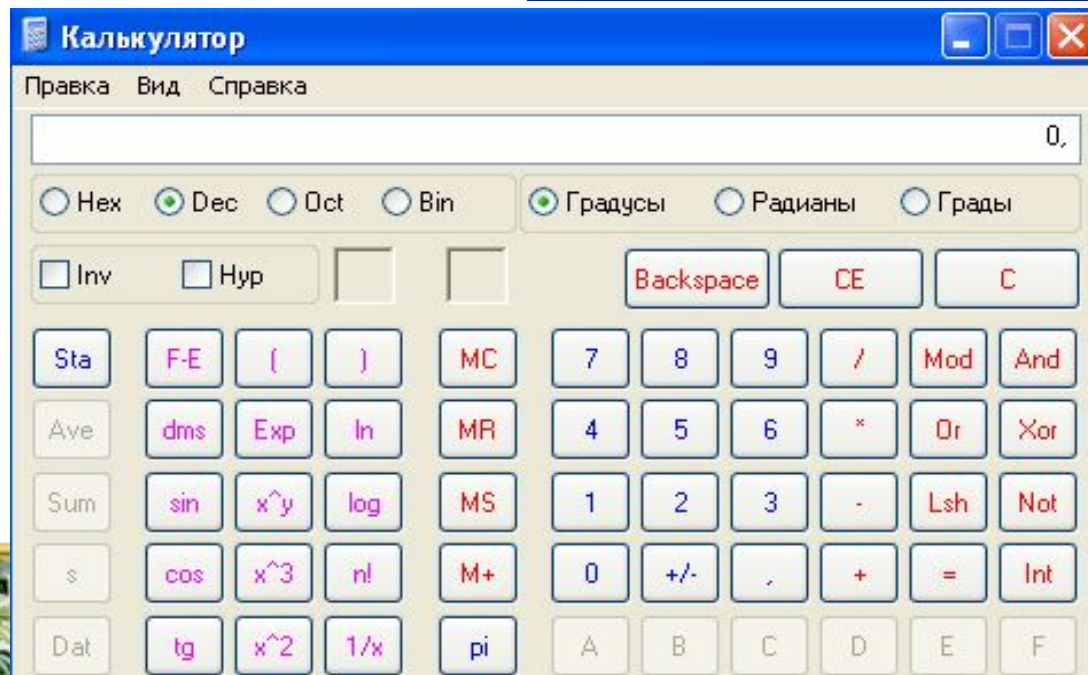 Калькулятор
Правка Вид Справка
0,
Hex Dec Oct Bin Градусы Радианы Грады
Inv Hyp Backspace CE C
Sta F-E ( ) MC 7 8 9 / Mod And
Ave dms Exp ln MR 4 5 6 * Or Xor
Sum sin x^y log MS 1 2 3 - Lsh Not
s cos x^3 n! M+ 0 +/- , + = Int
Dat tg x^2 1/x pi A B C D E F